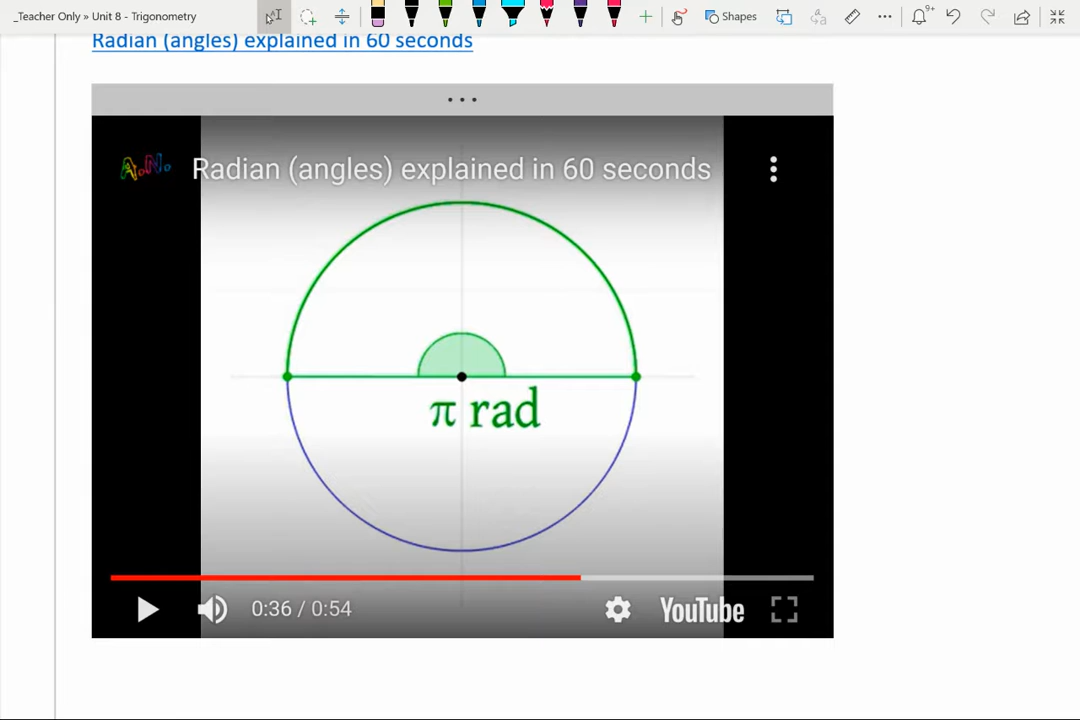 _Teacher Only » Unit 8 - Trigonometry
Shapes
9+
Radian (angles) explained in 60 seconds
Radian (angles) explained in 60 seconds
π rad
0:36 / 0:54
YouTube